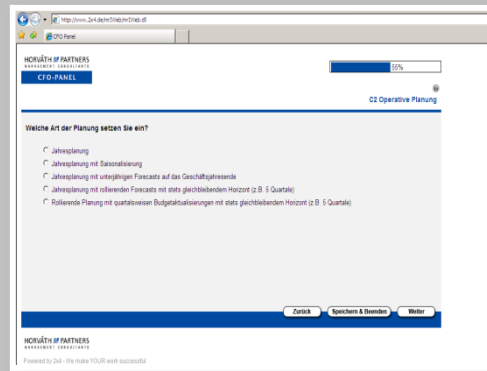 http://www.2x4.de/mrIWeb/mrIWeb.dll
CFO Panel
HORVÁTH & PARTNERS
MANAGEMENT CONSULTANTS
CFO-PANEL
55%
C2 Operative Planung
Welche Art der Planung setzen Sie ein?
Jahresplanung
Jahresplanung mit Saisonalisierung
Jahresplanung mit unterjährigen Forecasts auf das Geschäftsjahresende
Jahresplanung mit rollierenden Forecasts mit stets gleichbleibendem Horizont (z.B. 5 Quartale)
Rollierende Planung mit quartalsweisen Budgetaktualisierungen mit stets gleichbleibendem Horizont (z.B. 5 Quartale)
Zurück
Speichern & Beenden
Weiter
HORVÁTH & PARTNERS
MANAGEMENT CONSULTANTS
Powered by 2x4 - We make YOUR work successful